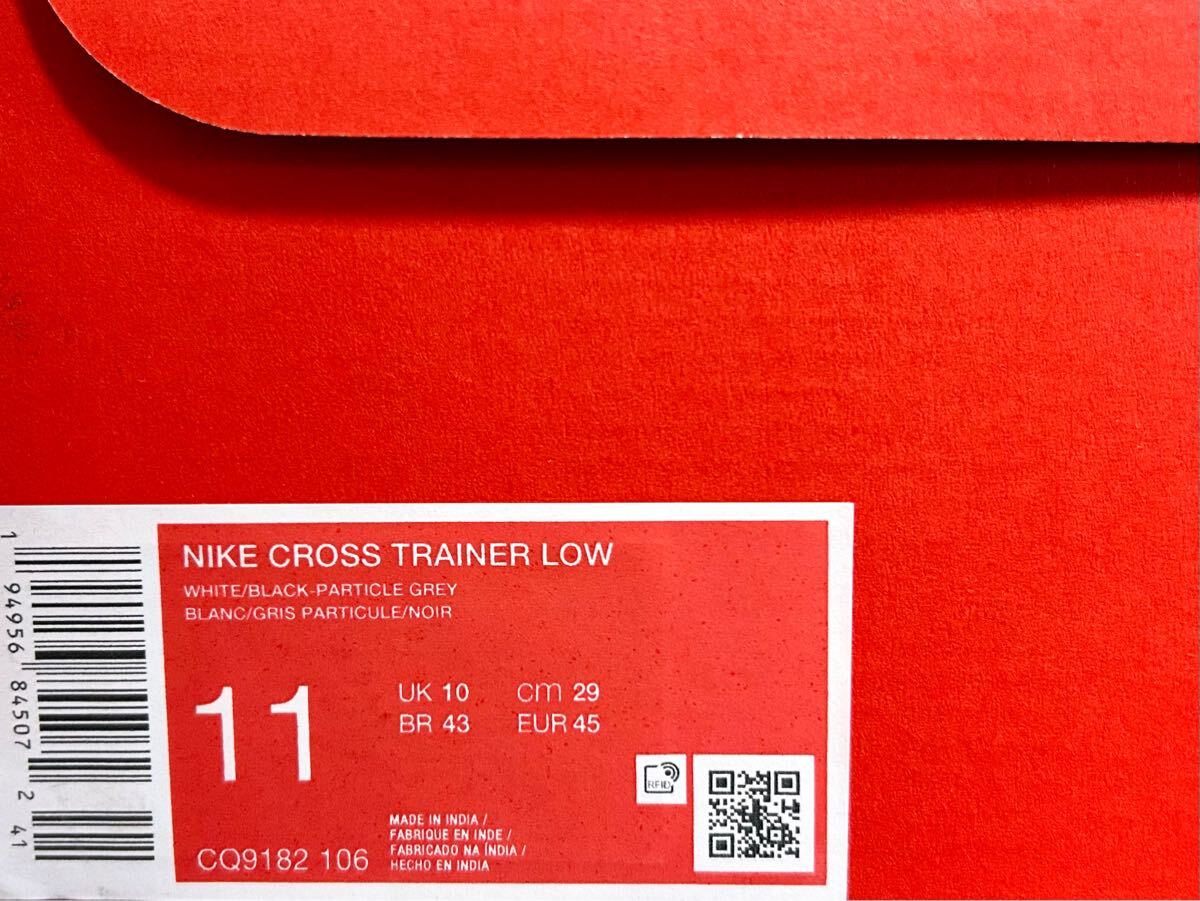 NIKE CROSS TRAINER LOW
WHITE/BLACK-PARTICLE GREY
BLANC/GRIS PARTICULE/NOIR
11
UK 10 cm 29
BR 43 EUR 45
RFID
MADE IN INDIA /
FABRIQUE EN INDE /
FABRICADO NA ÍNDIA /
HECHO EN INDIA
CQ9182 106
1 94956 84507 2 41